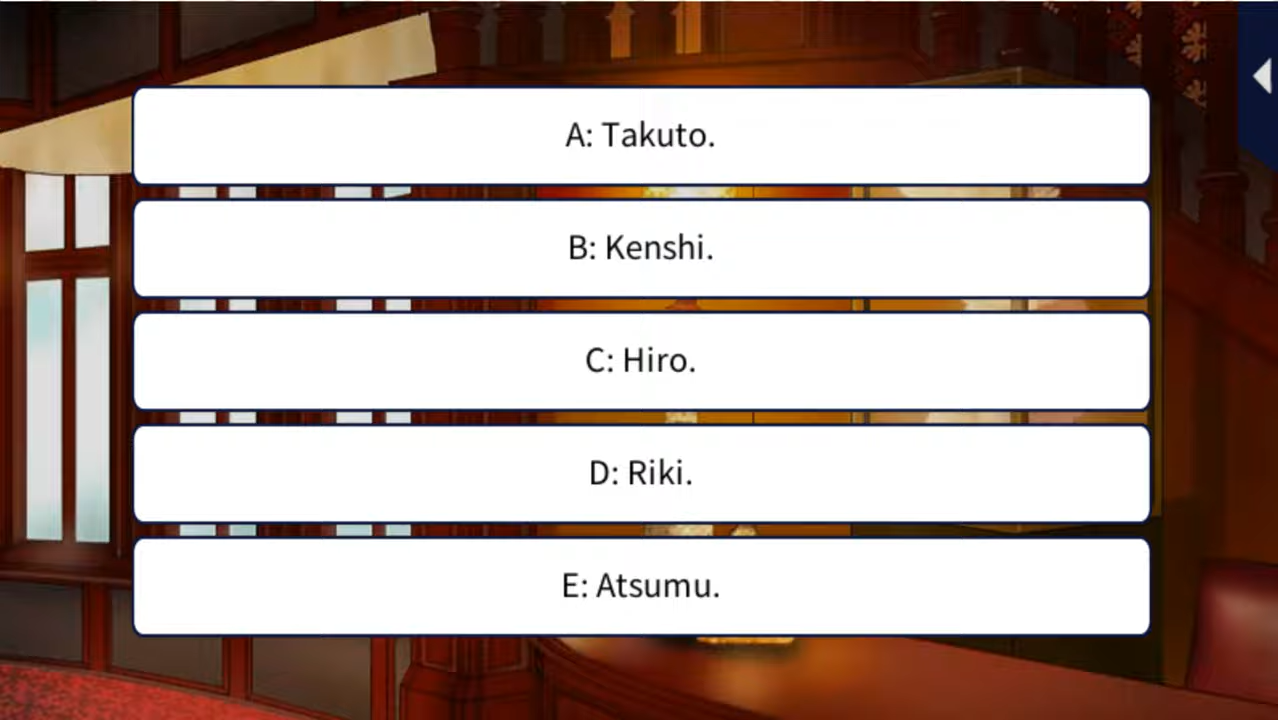 A: Takuto.
B: Kenshi.
C: Hiro.
D: Riki.
E: Atsumu.